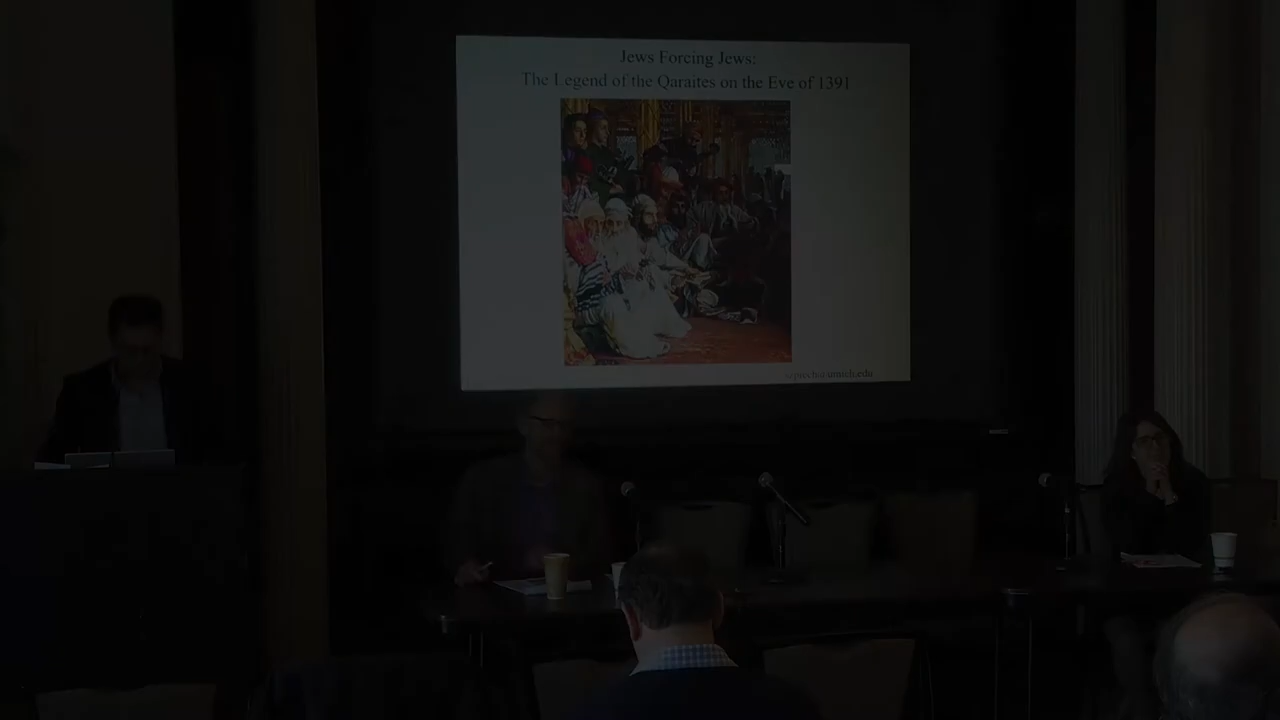 Jews Forcing Jews:
The Legend of the Qaraites on the Eve of 1391